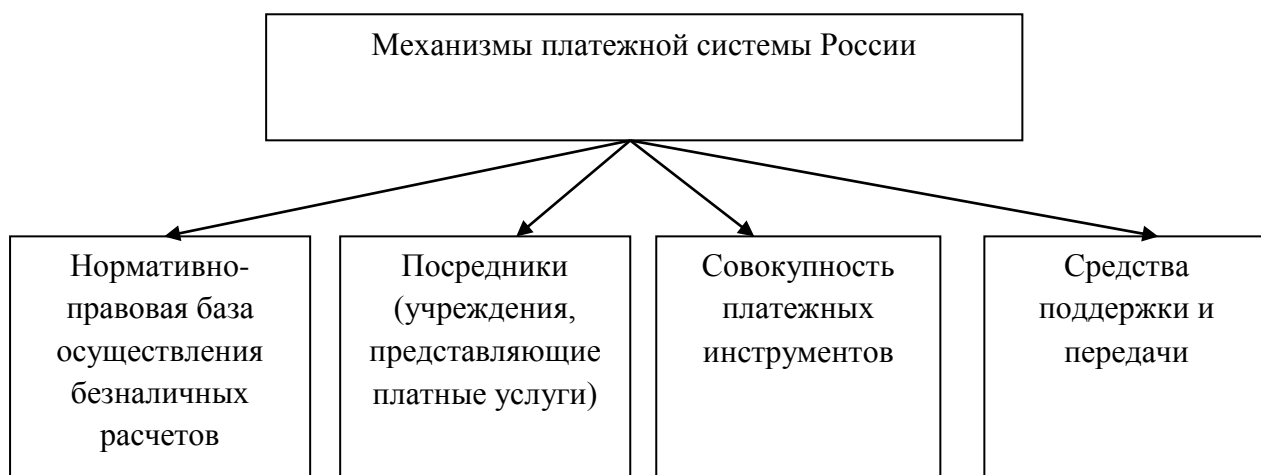 Механизмы платежной системы России
Нормативно-
правовая база
осуществления
безналичных
расчетов
Посредники
(учреждения,
представляющие
платные услуги)
Совокупность
платежных
инструментов
Средства
поддержки и
передачи